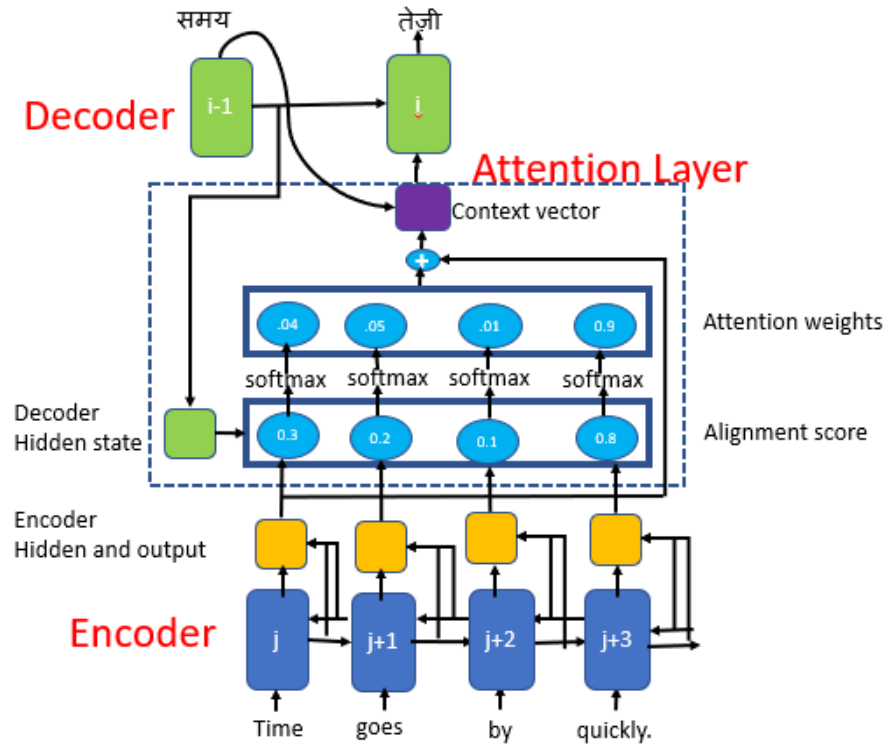 समय
तेज़ी
i-1
i
Decoder
Attention Layer
Context vector
+
.04
.05
.01
0.9
Attention weights
softmax
softmax
softmax
softmax
Decoder
Hidden state
0.3
0.2
0.1
0.8
Alignment score
Encoder
Hidden and output
Encoder
j
j+1
j+2
j+3
Time
goes
by
quickly.